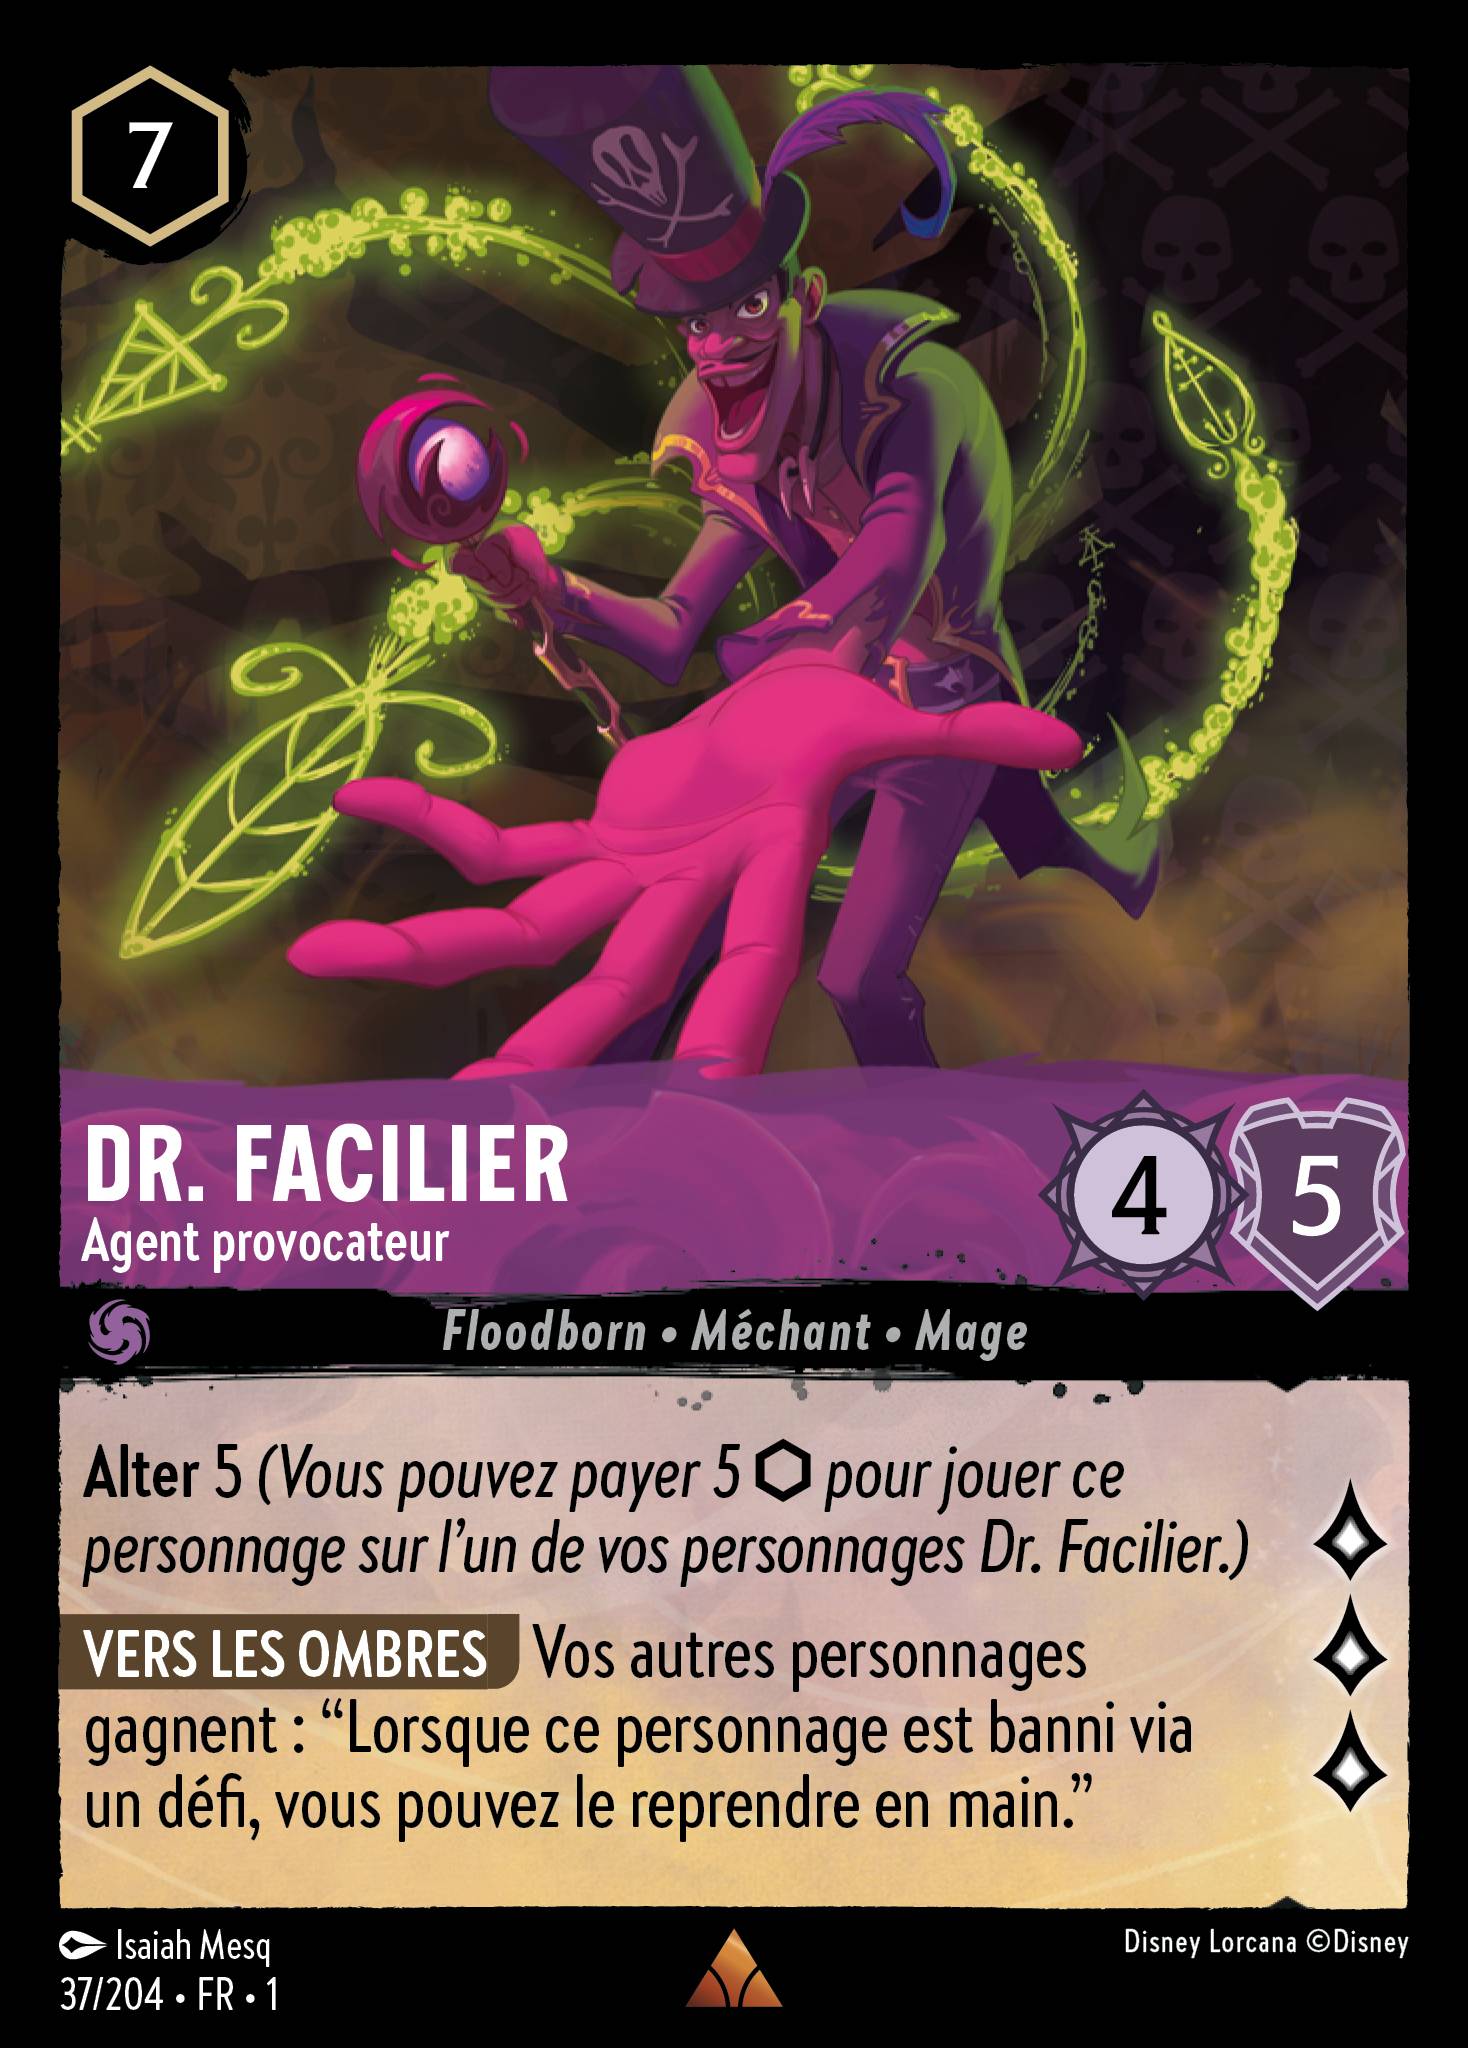 7
DR. FACILIER
Agent provocateur
4
5
Floodborn • Méchant • Mage
Alter 5 (Vous pouvez payer 5 ⬡ pour jouer ce
personnage sur l’un de vos personnages Dr. Facilier.)
VERS LES OMBRES Vos autres personnages
gagnent : “Lorsque ce personnage est banni via
un défi, vous pouvez le reprendre en main.”
Isaiah Mesq
Disney Lorcana ©Disney
37/204 • FR • 1